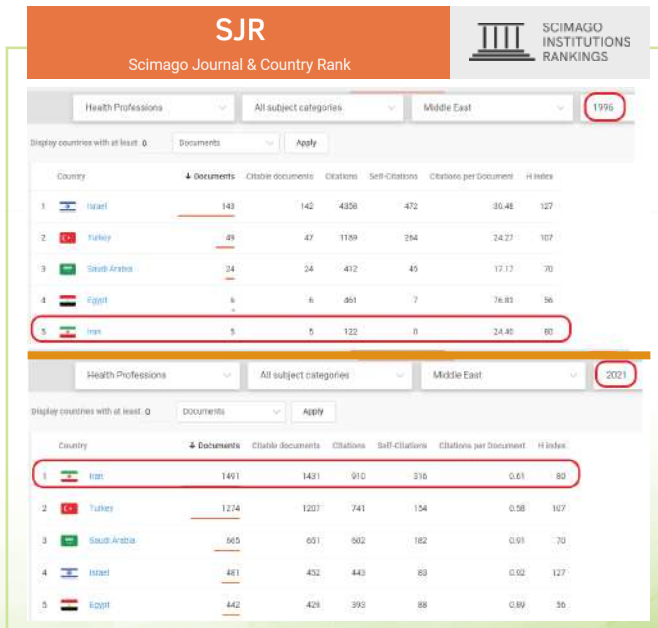 SJR
Scimago Journal & Country Rank
SCIMAGO
INSTITUTIONS
RANKINGS
Health Professions All subject categories Middle East 1996
Display countries with at least 0 Documents Apply
Country Documents Citable documents Citations Self-Citations Citations per Document H index
1 Israel 143 142 4358 472 30.48 127
2 Turkey 49 47 1189 264 24.27 107
3 Saudi Arabia 24 24 412 45 17.17 70
4 Egypt 6 6 461 7 76.83 56
5 Iran 5 5 122 0 24.40 80
Health Professions All subject categories Middle East 2021
Display countries with at least 0 Documents Apply
Country Documents Citable documents Citations Self-Citations Citations per Document H index
1 Iran 1491 1431 910 316 0.61 80
2 Turkey 1274 1207 741 154 0.58 107
3 Saudi Arabia 665 651 602 182 0.91 70
4 Israel 481 452 443 83 0.92 127
5 Egypt 442 428 393 88 0.89 56